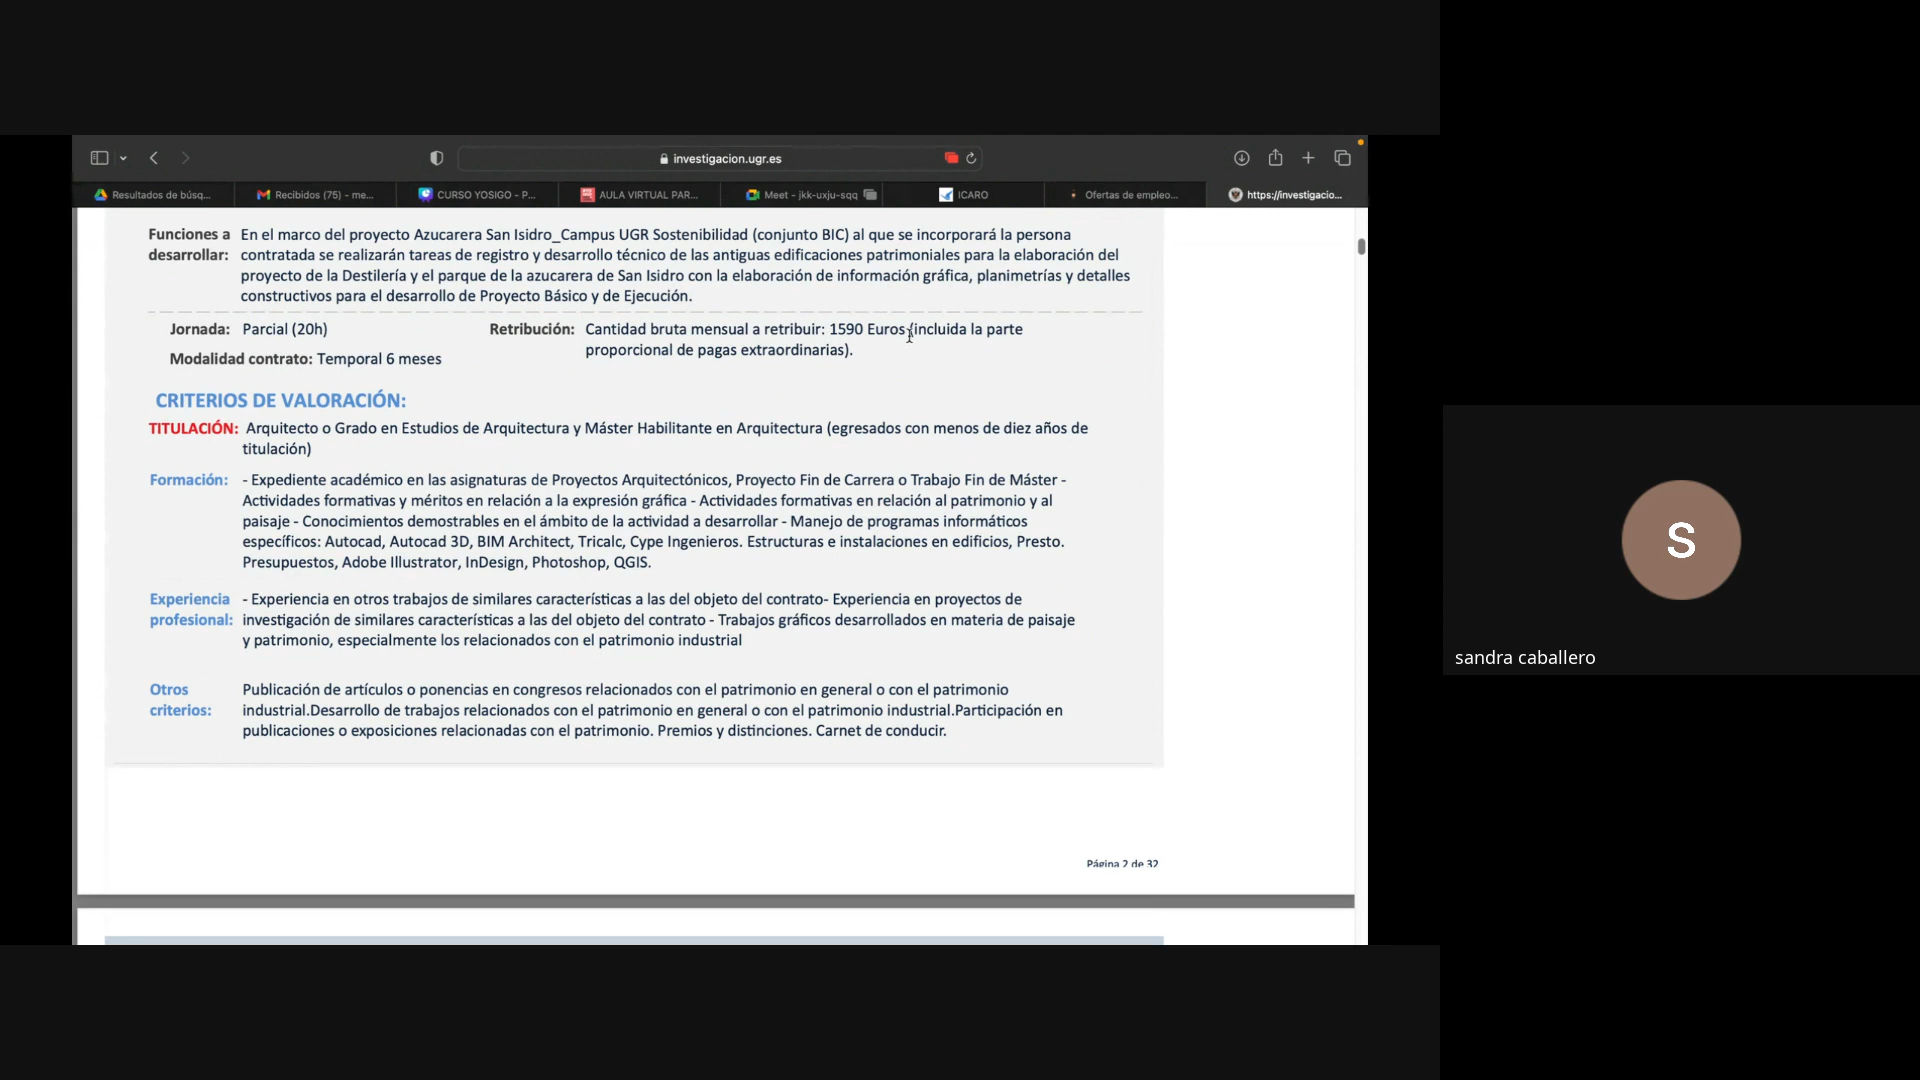 investigacion.ugr.es
Resultados de búsq...
Recibidos (75) - me...
CURSO YOSIGO - P...
AULA VIRTUAL PAR...
Meet - jkk-uxju-sqq
ICARO
Ofertas de empleo...
https://investigacio...
Funciones a desarrollar:
En el marco del proyecto Azucarera San Isidro_Campus UGR Sostenibilidad (conjunto BIC) al que se incorporará la persona
contratada se realizarán tareas de registro y desarrollo técnico de las antiguas edificaciones patrimoniales para la elaboración del
proyecto de la Destilería y el parque de la azucarera de San Isidro con la elaboración de información gráfica, planimetrías y detalles
constructivos para el desarrollo de Proyecto Básico y de Ejecución.
Jornada: Parcial (20h)
Modalidad contrato: Temporal 6 meses
Retribución: Cantidad bruta mensual a retribuir: 1590 Euros (incluida la parte
proporcional de pagas extraordinarias).
CRITERIOS DE VALORACIÓN:
TITULACIÓN: Arquitecto o Grado en Estudios de Arquitectura y Máster Habilitante en Arquitectura (egresados con menos de diez años de
titulación)
Formación: - Expediente académico en las asignaturas de Proyectos Arquitectónicos, Proyecto Fin de Carrera o Trabajo Fin de Máster -
Actividades formativas y méritos en relación a la expresión gráfica - Actividades formativas en relación al patrimonio y al
paisaje - Conocimientos demostrables en el ámbito de la actividad a desarrollar - Manejo de programas informáticos
específicos: Autocad, Autocad 3D, BIM Architect, Tricalc, Cype Ingenieros. Estructuras e instalaciones en edificios, Presto.
Presupuestos, Adobe Illustrator, InDesign, Photoshop, QGIS.
Experiencia profesional:
- Experiencia en otros trabajos de similares características a las del objeto del contrato- Experiencia en proyectos de
investigación de similares características a las del objeto del contrato - Trabajos gráficos desarrollados en materia de paisaje
y patrimonio, especialmente los relacionados con el patrimonio industrial
Otros criterios:
Publicación de artículos o ponencias en congresos relacionados con el patrimonio en general o con el patrimonio
industrial.Desarrollo de trabajos relacionados con el patrimonio en general o con el patrimonio industrial.Participación en
publicaciones o exposiciones relacionadas con el patrimonio. Premios y distinciones. Carnet de conducir.
Página 2 de 32
S
sandra caballero